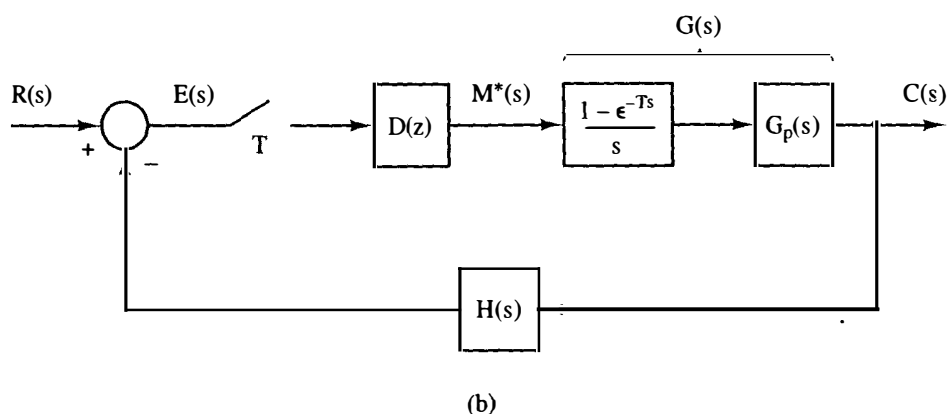 G(s)
R(s)
E(s)
M*(s)
C(s)
+
−
T
D(z)
1 − ϵ^−Ts
s
Gₚ(s)
H(s)
(b)